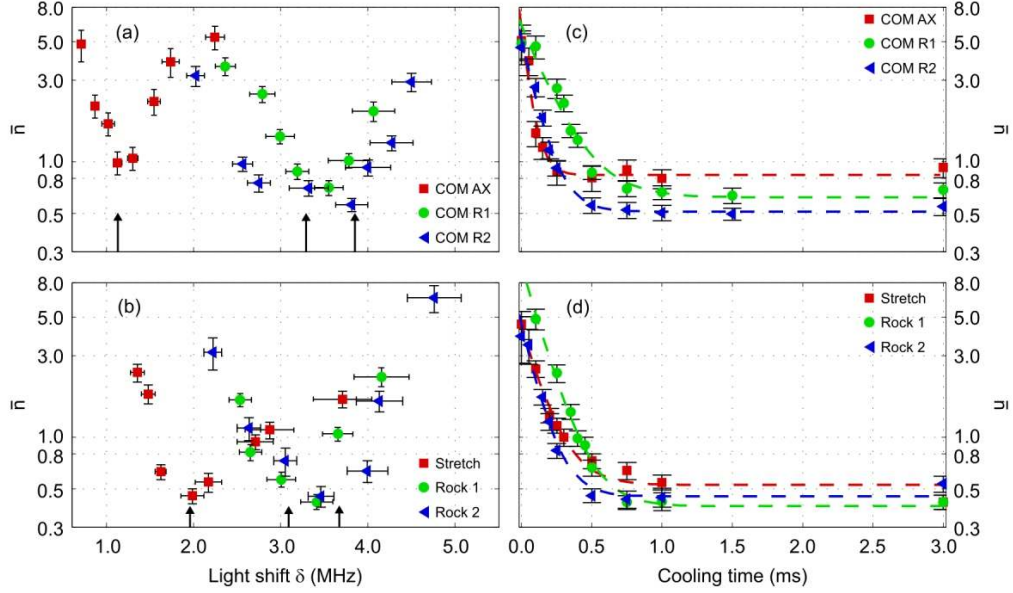 8.0
5.0
3.0
1.0
0.8
0.5
0.3
n̄
(a)
COM AX
COM R1
COM R2
(c)
COM AX
COM R1
COM R2
8.0
5.0
3.0
1.0
0.8
0.5
0.3
n̄
8.0
5.0
3.0
1.0
0.8
0.5
0.3
n̄
(b)
Stretch
Rock 1
Rock 2
(d)
Stretch
Rock 1
Rock 2
8.0
5.0
3.0
1.0
0.8
0.5
0.3
n̄
1.0 2.0 3.0 4.0 5.0
0.0 0.5 1.0 1.5 2.0 2.5 3.0
Light shift δ (MHz)
Cooling time (ms)